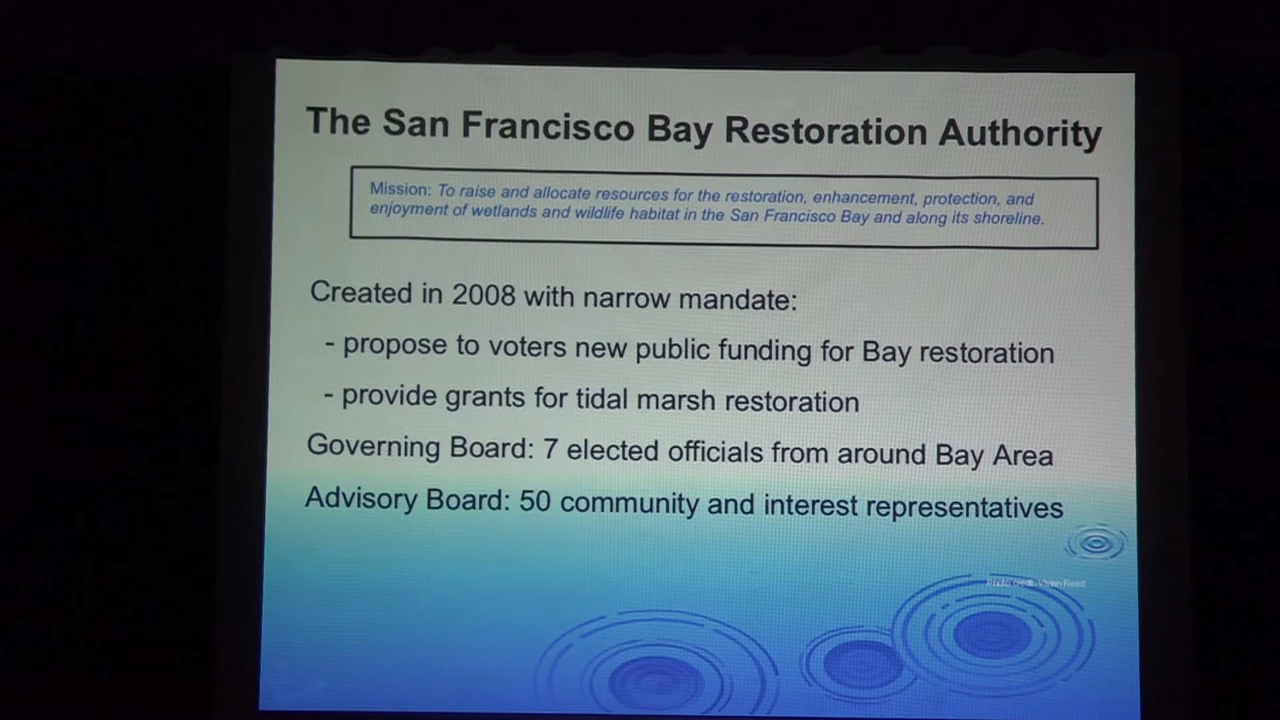 The San Francisco Bay Restoration Authority
Mission: To raise and allocate resources for the restoration, enhancement, protection, and
enjoyment of wetlands and wildlife habitat in the San Francisco Bay and along its shoreline.
Created in 2008 with narrow mandate:
- propose to voters new public funding for Bay restoration
- provide grants for tidal marsh restoration
Governing Board: 7 elected officials from around Bay Area
Advisory Board: 50 community and interest representatives
Photo credit: